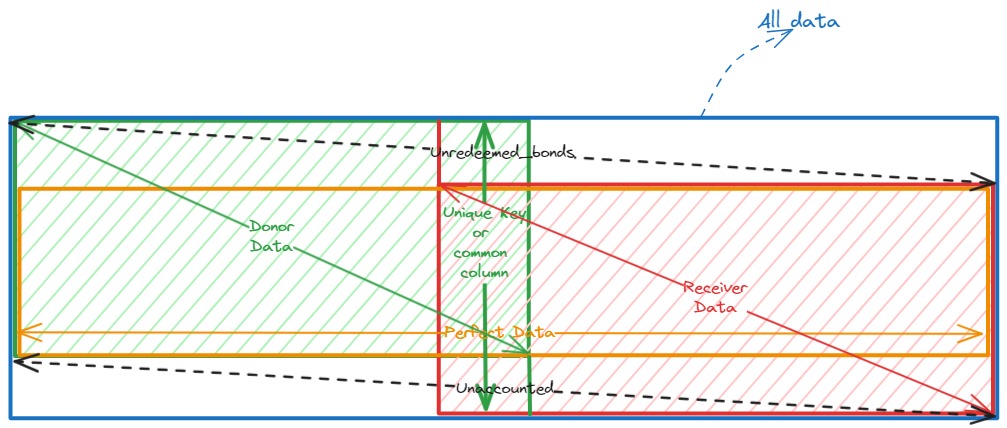 All data
Unredeemed_bonds
Unique Key
or
common
column
Donor
Data
Receiver
Data
Perfect Data
Unaccounted